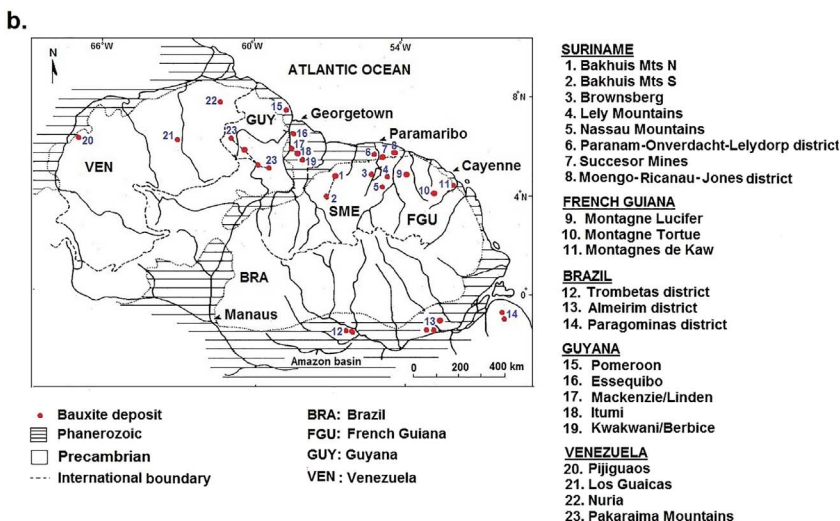 b.
66°W
60°W
54°W
N
ATLANTIC OCEAN
8°N
22
15
GUY
Georgetown
16
Paramaribo
20
21
23
17
18
19
6
7
8
VEN
23
Cayenne
1
3
4
9
5
10
11
4°N
2
SME
FGU
BRA
0°
Manaus
12
13
14
Amazon basin
0
200
400 km
Bauxite deposit
Phanerozoic
Precambrian
International boundary
BRA: Brazil
FGU: French Guiana
GUY: Guyana
VEN : Venezuela
SURINAME
1. Bakhuis Mts N
2. Bakhuis Mts S
3. Brownsberg
4. Lely Mountains
5. Nassau Mountains
6. Paranam-Onverdacht-Lelydorp district
7. Succesor Mines
8. Moengo-Ricanau-Jones district
FRENCH GUIANA
9. Montagne Lucifer
10. Montagne Tortue
11. Montagnes de Kaw
BRAZIL
12. Trombetas district
13. Almeirim district
14. Paragominas district
GUYANA
15. Pomeroon
16. Essequibo
17. Mackenzie/Linden
18. Itumi
19. Kwakwani/Berbice
VENEZUELA
20. Pijiguaos
21. Los Guaicas
22. Nuria
23. Pakaraima Mountains